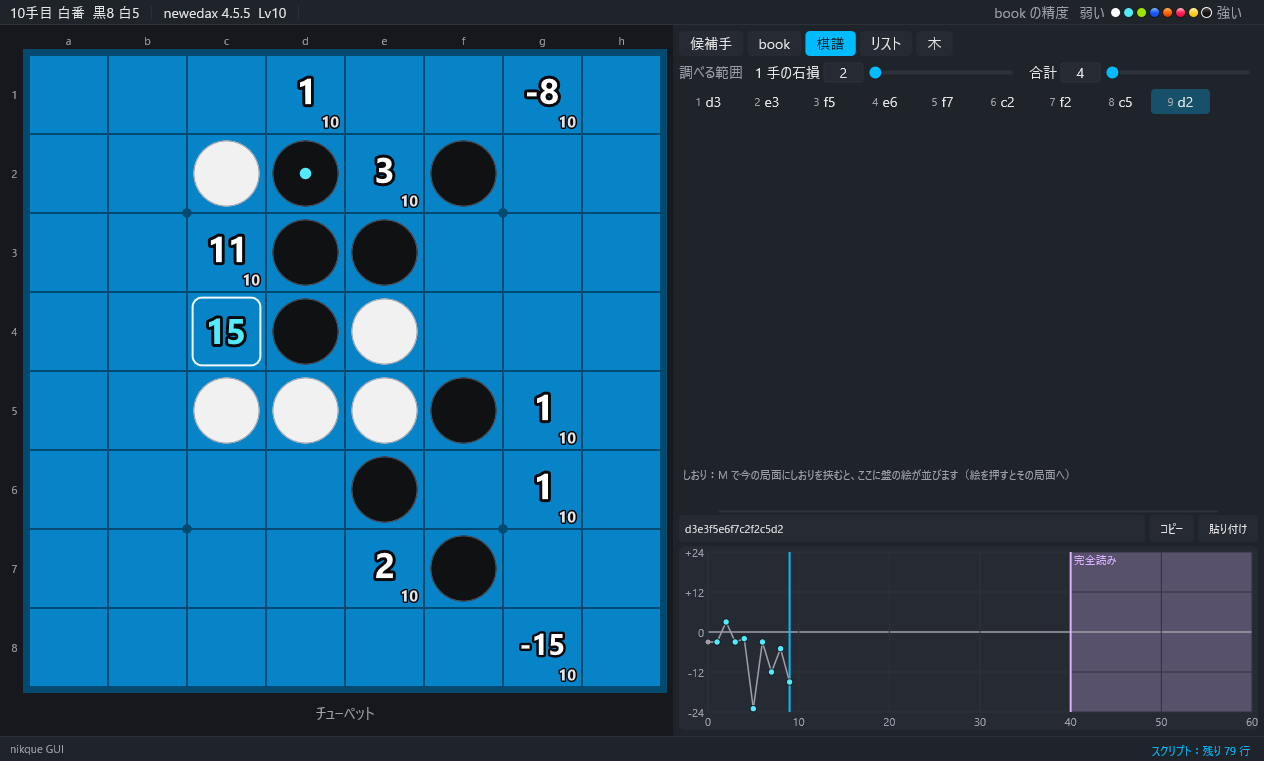 10手目 白番 黒8 白5 newedax 4.5.5 Lv10 book の精度 弱い 強い
a b c d e f g h
候補手 book 棋譜 リスト 木
調べる範囲 1 手の石損 2 合計 4
1 d3 2 e3 3 f5 4 e6 5 f7 6 c2 7 f2 8 c5 9 d2
1 1 10 -8 10
2 3 10
3 11 10
4 15
5 1 10
6 1 10
7 2 10
8 -15 10
チューペット
しおり：M で今の局面にしおりを挟むと、ここに盤の絵が並びます（絵を押すとその局面へ）
d3e3f5e6f7c2f2c5d2 コピー 貼り付け
+24 完全読み
+12
0
-12
-24
0 10 20 30 40 50 60
nikque GUI スクリプト：残り 79 行